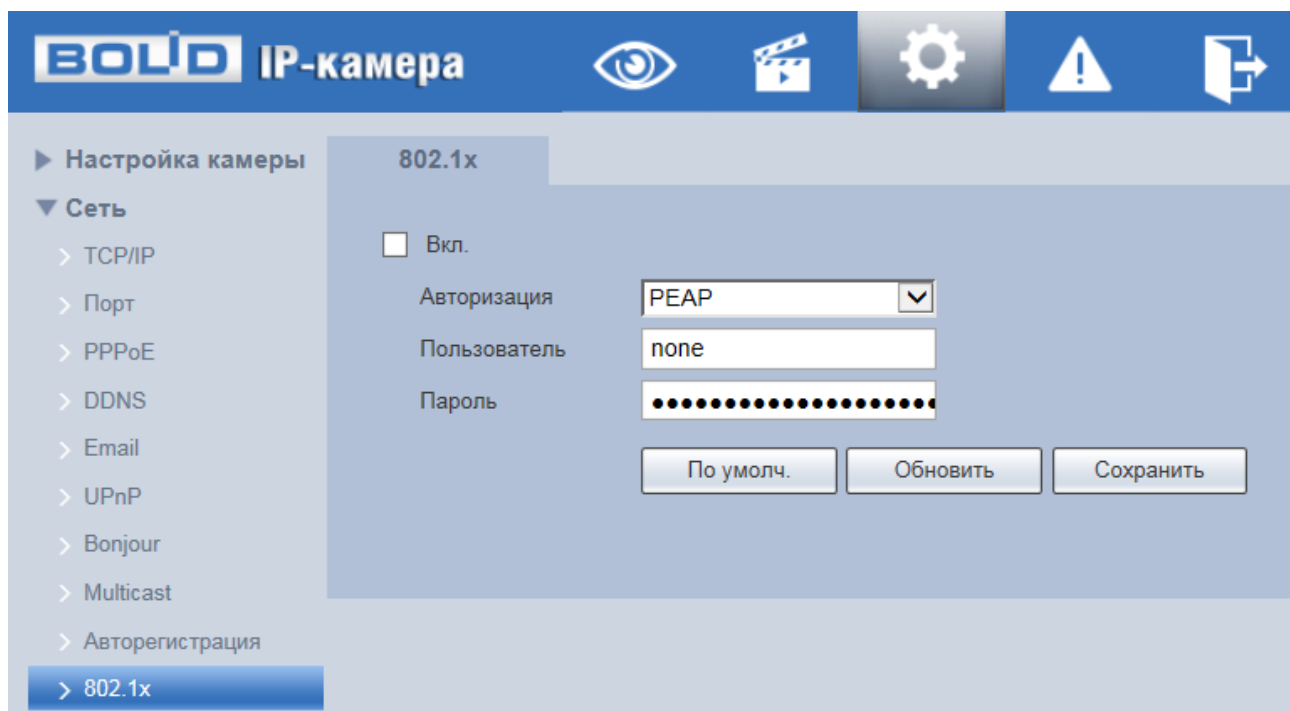 BOLID IP-камера
Настройка камеры
802.1x
Сеть
TCP/IP
Порт
PPPoE
DDNS
Email
UPnP
Bonjour
Multicast
Авторегистрация
802.1x
Вкл.
Авторизация PEAP
Пользователь none
Пароль ••••••••••••••••••••
По умолч. Обновить Сохранить